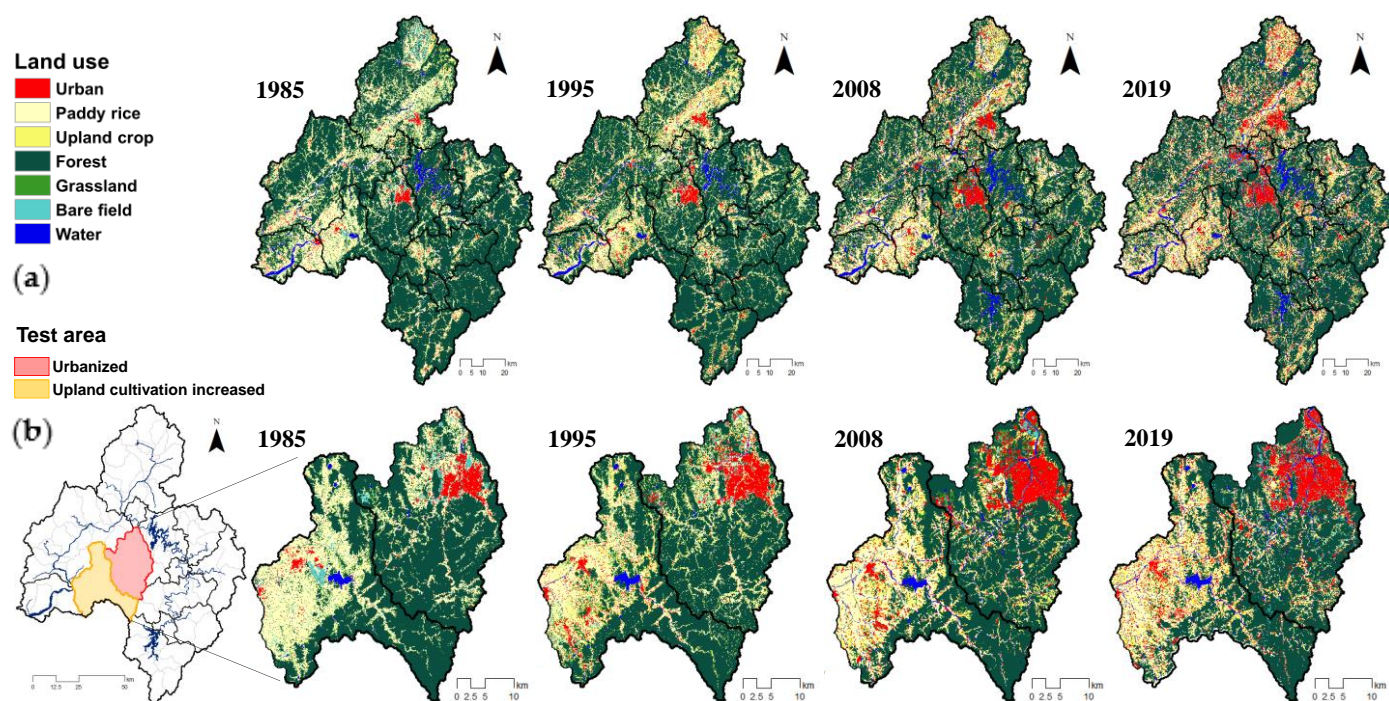 Land use
Urban
Paddy rice
Upland crop
Forest
Grassland
Bare field
Water
(a)
1985
N
0 5 10 20
km
1995
N
0 5 10 20
km
2008
N
0 5 10 20
km
2019
N
0 5 10 20
km
Test area
Urbanized
Upland cultivation increased
(b)
N
0 12.5 25 50
km
1985
km
0 2.5 5 10
1995
km
0 2.5 5 10
2008
km
0 2.5 5 10
2019
km
0 2.5 5 10